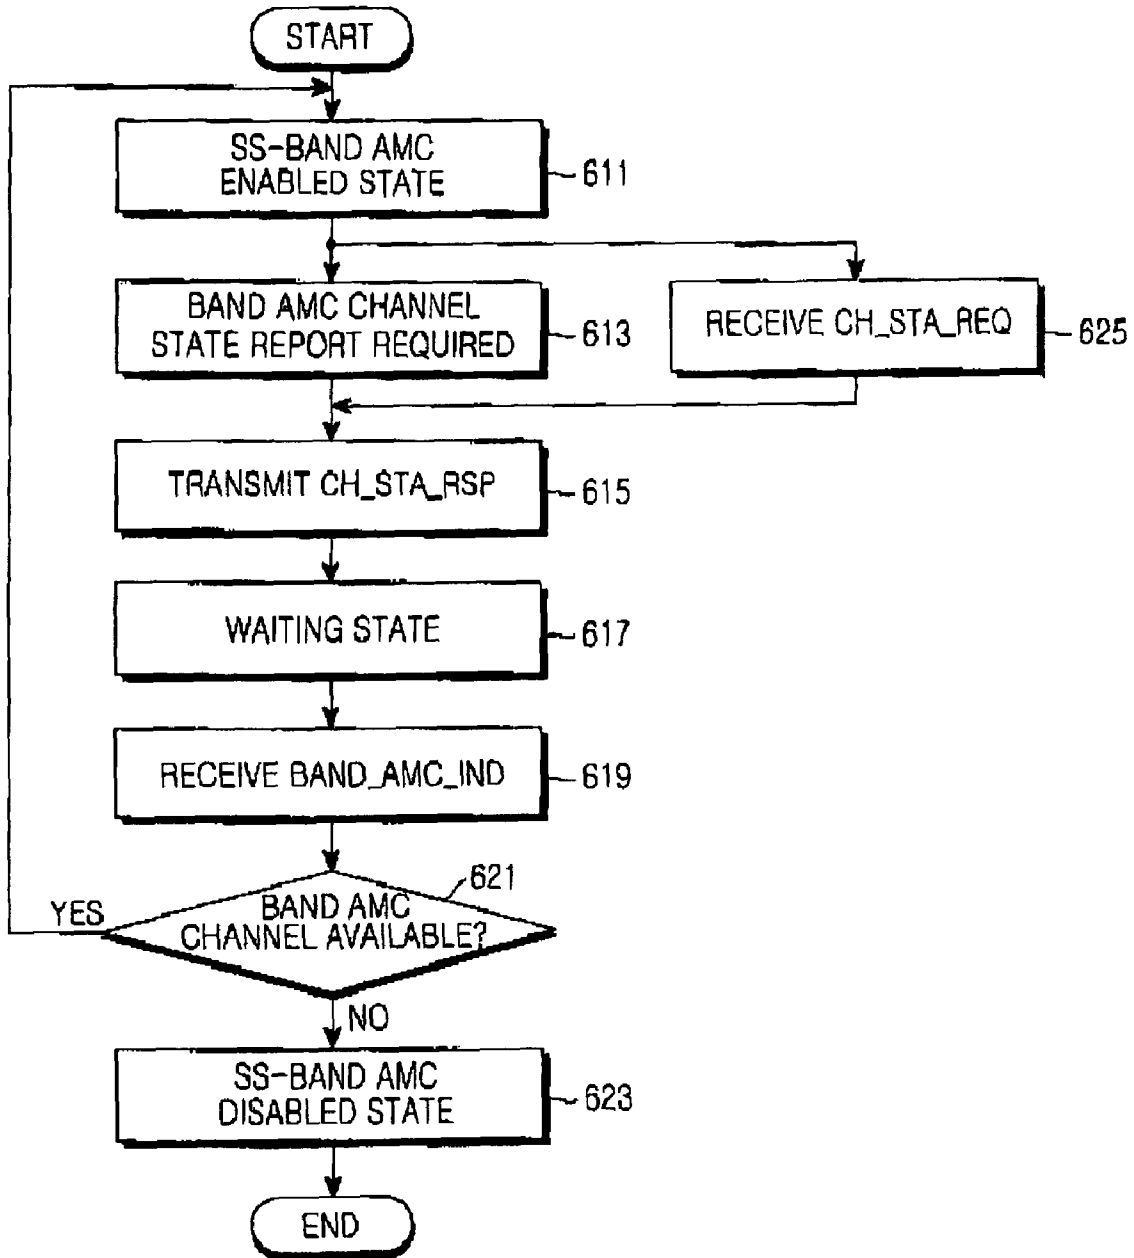 START
SS-BAND AMC
ENABLED STATE
611
BAND AMC CHANNEL
STATE REPORT REQUIRED
613
RECEIVE CH_STA_REQ
625
TRANSMIT CH_STA_RSP
615
WAITING STATE
617
RECEIVE BAND_AMC_IND
619
621
YES
BAND AMC
CHANNEL AVAILABLE?
NO
SS-BAND AMC
DISABLED STATE
623
END